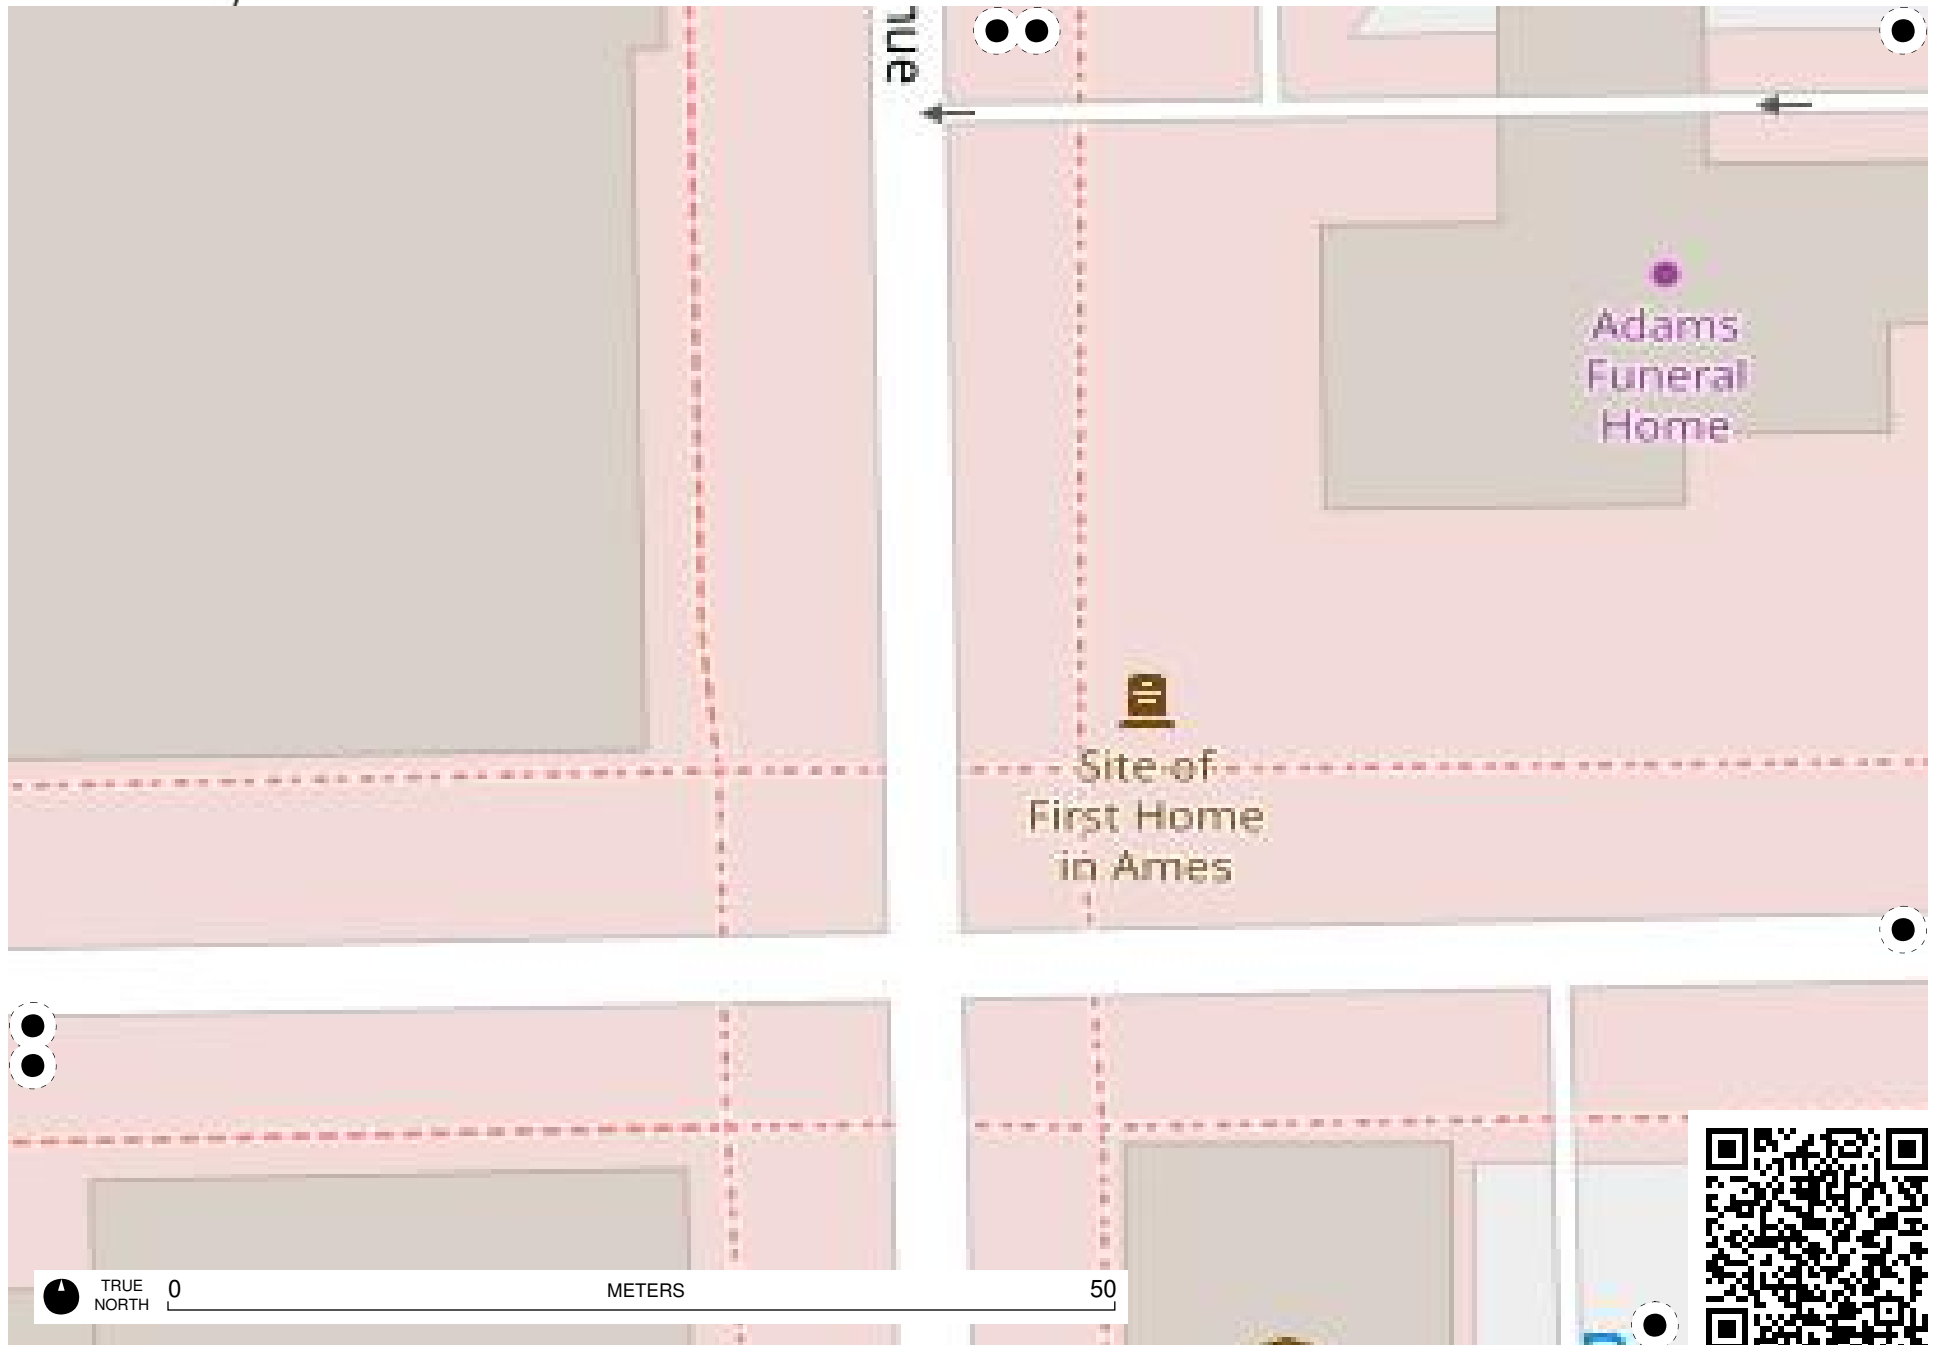 nue
Adams
Funeral
Home
Site of
First Home
in Ames
TRUE
NORTH
0
METERS
50